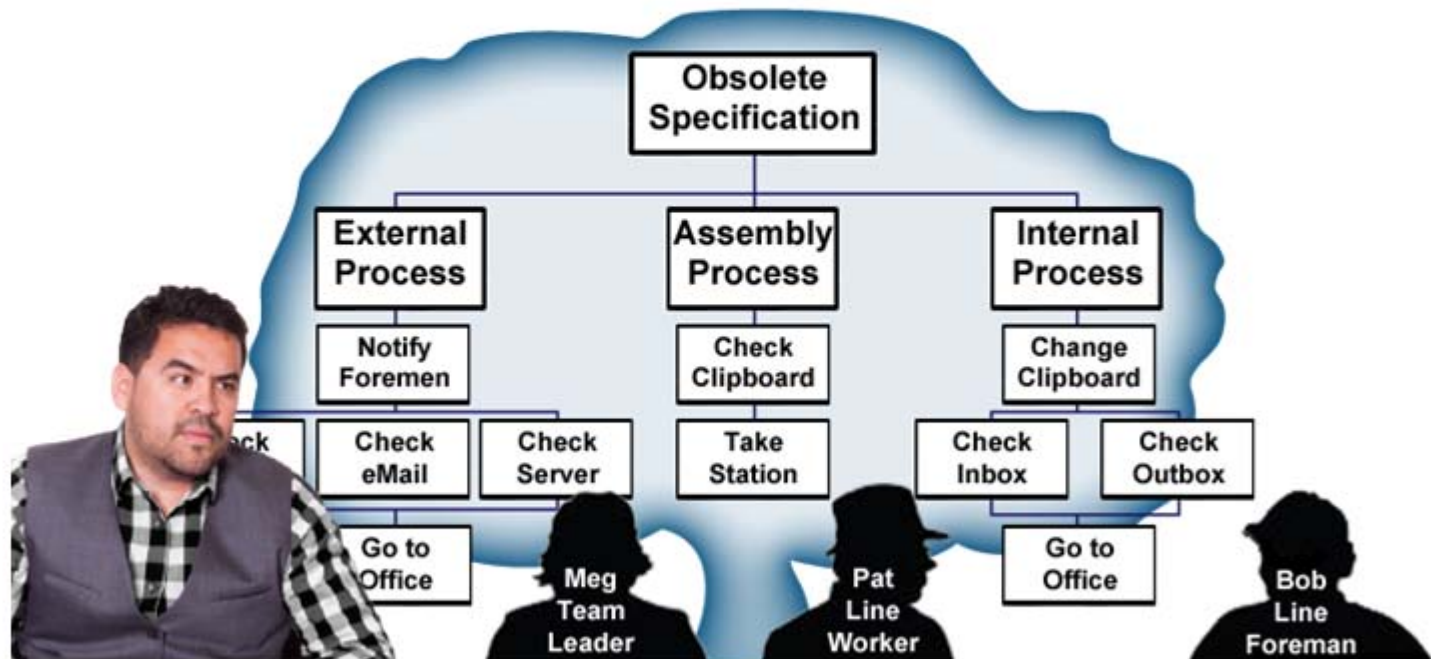 Obsolete
Specification
External
Process
Assembly
Process
Internal
Process
Notify
Foremen
Check
Clipboard
Change
Clipboard
Check
eMail
Check
Server
Take
Station
Check
Inbox
Check
Outbox
Go to
Office
Go to
Office
Meg
Team
Leader
Pat
Line
Worker
Bob
Line
Foreman